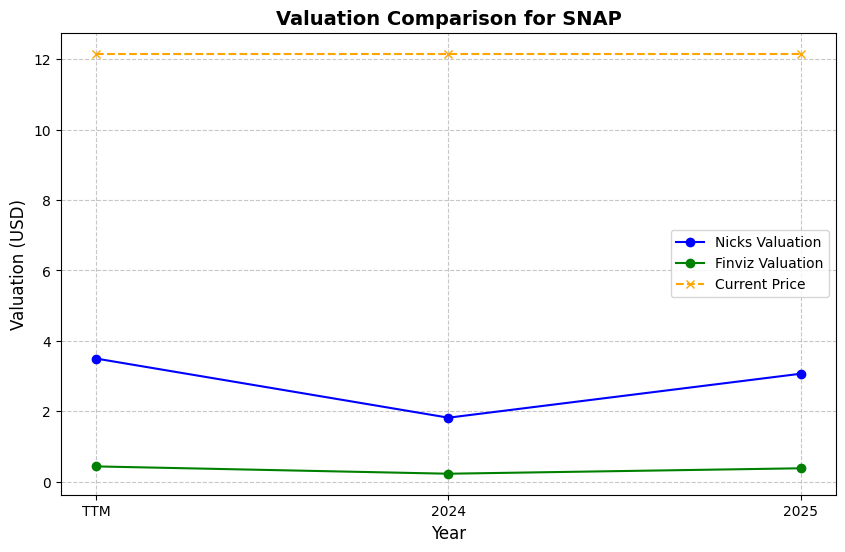 Valuation Comparison for SNAP
Valuation (USD)
12
10
8
6
4
2
0
Nicks Valuation
Finviz Valuation
Current Price
TTM
2024
2025
Year